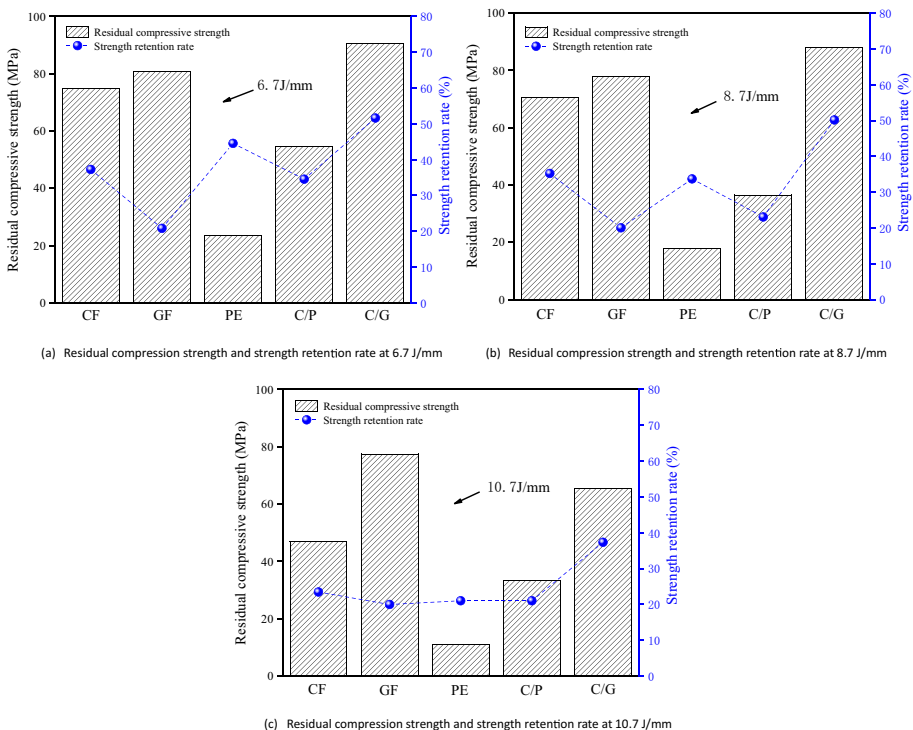 Residual compressive strength
Strength retention rate
6. 7J/mm
Residual compressive strength (MPa)
100
80
60
40
20
0
Strength retention rate (%)
80
70
60
50
40
30
20
10
0
CF GF PE C/P C/G
(a) Residual compression strength and strength retention rate at 6.7 J/mm
Residual compressive strength
Strength retention rate
8. 7J/mm
Residual compressive strength (MPa)
100
80
60
40
20
0
Strength retention rate (%)
80
70
60
50
40
30
20
10
0
CF GF PE C/P C/G
(b) Residual compression strength and strength retention rate at 8.7 J/mm
Residual compressive strength
Strength retention rate
10. 7J/mm
Residual compressive strength (MPa)
100
80
60
40
20
0
Strength retention rate (%)
80
70
60
50
40
30
20
10
0
CF GF PE C/P C/G
(c) Residual compression strength and strength retention rate at 10.7 J/mm